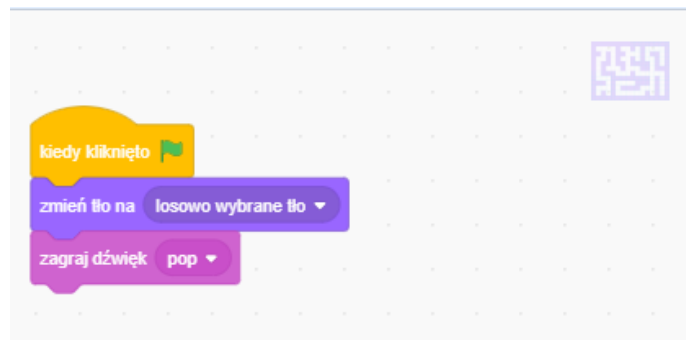 kiedy kliknięto
zmień tło na losowo wybrane tło
zagraj dźwięk pop